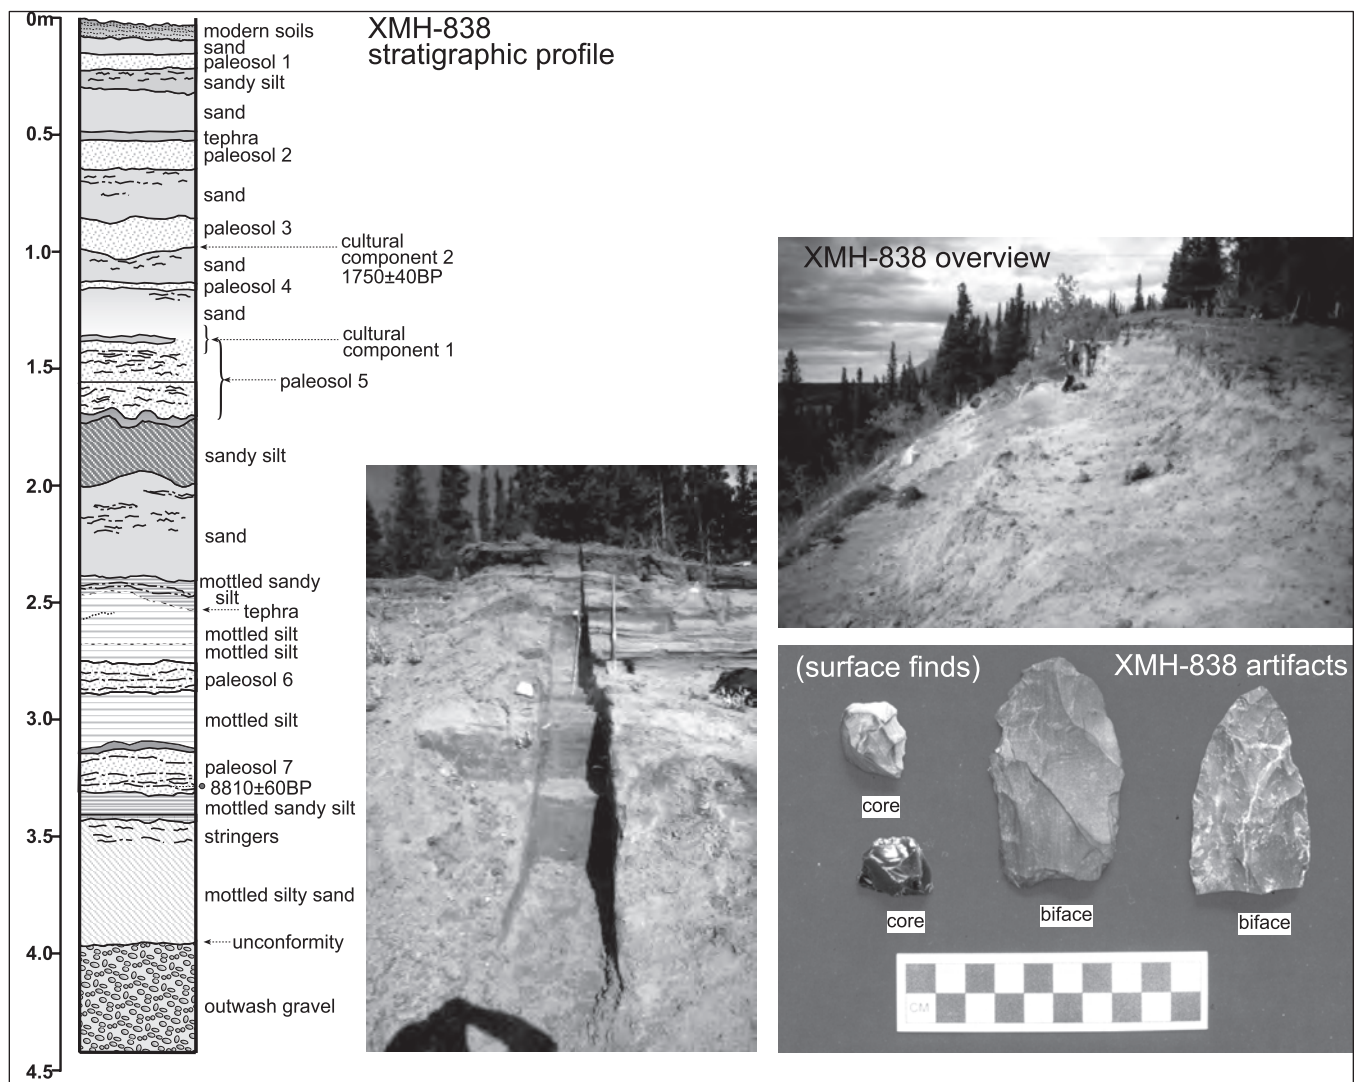 0m
0.5
1.0
1.5
2.0
2.5
3.0
3.5
4.0
4.5
modern soils
sand
paleosol 1
sandy silt
sand
tephra
paleosol 2
sand
paleosol 3
cultural
component 2
1750±40BP
sand
paleosol 4
sand
cultural
component 1
paleosol 5
sandy silt
sand
mottled sandy
silt
tephra
mottled silt
mottled silt
paleosol 6
mottled silt
paleosol 7
8810±60BP
mottled sandy silt
stringers
mottled silty sand
unconformity
outwash gravel
XMH-838
stratigraphic profile
XMH-838 overview
(surface finds)
XMH-838 artifacts
core
core
biface
biface
CM